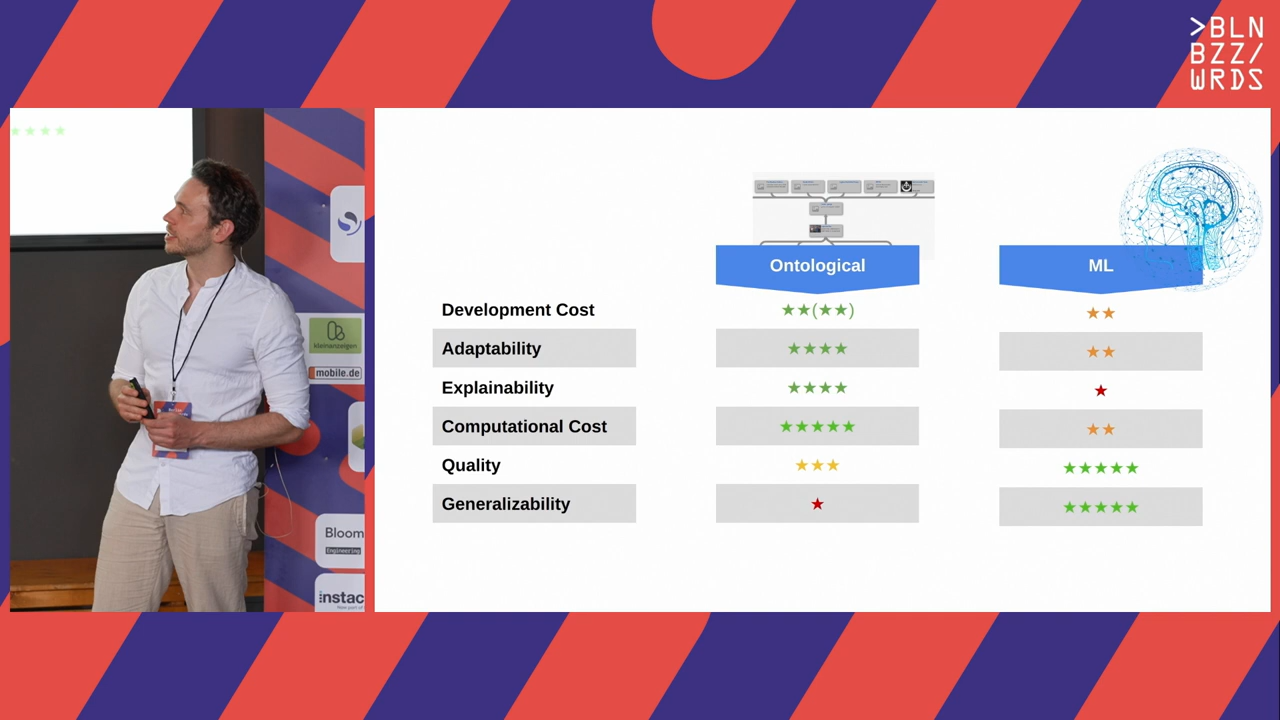 >BLN
BZZ/
WRDS
★★★★
kleinanzeigen
mobile.de
Bloom
Engineering
instac
Ontological
ML
Development Cost ★★(★★) ★★
Adaptability ★★★★ ★★
Explainability ★★★★ ★
Computational Cost ★★★★★ ★★
Quality ★★★ ★★★★★
Generalizability ★ ★★★★★